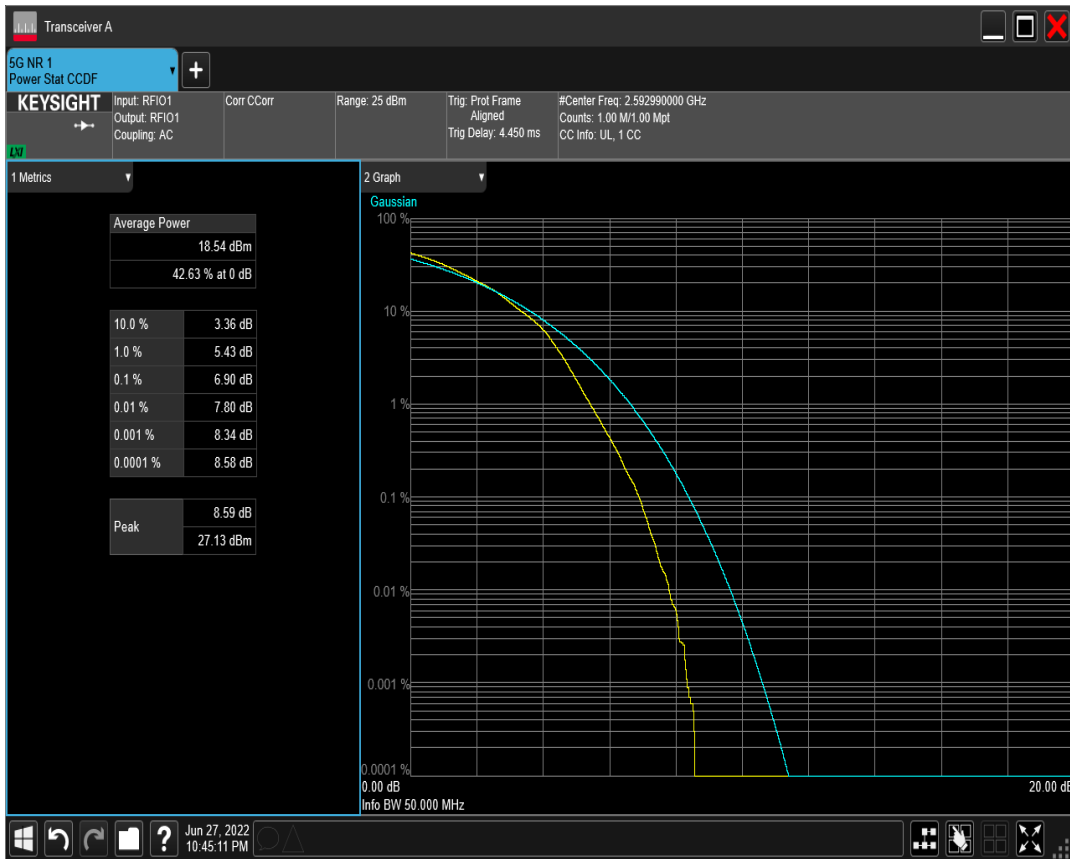 Transceiver A
5G NR 1
Power Stat CCDF
+
KEYSIGHT
LXI
Input: RFIO1
Output: RFIO1
Coupling: AC
Corr CCorr
Range: 25 dBm
Trig: Prot Frame
Aligned
Trig Delay: 4.450 ms
#Center Freq: 2.592990000 GHz
Counts: 1.00 M/1.00 Mpt
CC Info: UL, 1 CC
1 Metrics
Average Power
18.54 dBm
42.63 % at 0 dB
10.0 % 3.36 dB
1.0 % 5.43 dB
0.1 % 6.90 dB
0.01 % 7.80 dB
0.001 % 8.34 dB
0.0001 % 8.58 dB
Peak
8.59 dB
27.13 dBm
2 Graph
Gaussian
100 %
10 %
1 %
0.1 %
0.01 %
0.001 %
0.0001 %
0.00 dB 20.00 dB
Info BW 50.000 MHz
?
Jun 27, 2022
10:45:11 PM